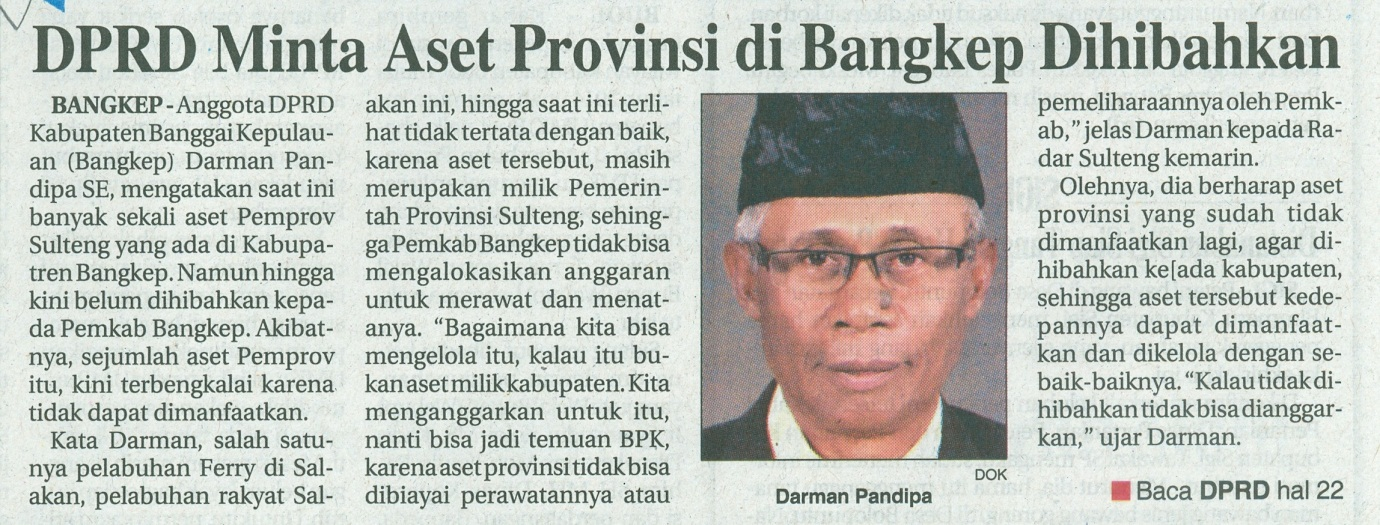 DPRD Minta Aset Provinsi di Bangkep Dihibahkan
BANGKEP - Anggota DPRD
Kabupaten Banggai Kepulau-
an (Bangkep) Darman Pan-
dipa SE, mengatakan saat ini
banyak sekali aset Pemprov
Sulteng yang ada di Kabupa-
tren Bangkep. Namun hingga
kini belum dihibahkan kepa-
da Pemkab Bangkep. Akibat-
nya, sejumlah aset Pemprov
itu, kini terbengkalai karena
tidak dapat dimanfaatkan.
Kata Darman, salah satu-
nya pelabuhan Ferry di Sal-
akan, pelabuhan rakyat Sal-
akan ini, hingga saat ini terli-
hat tidak tertata dengan baik,
karena aset tersebut, masih
merupakan milik Pemerin-
tah Provinsi Sulteng, sehing-
ga Pemkab Bangkep tidak bisa
mengalokasikan anggaran
untuk merawat dan menat-
anya. “Bagaimana kita bisa
mengelola itu, kalau itu bu-
kan aset milik kabupaten. Kita
menganggarkan untuk itu,
nanti bisa jadi temuan BPK,
karena aset provinsi tidak bisa
dibiayai perawatannya atau
DOK
Darman Pandipa
pemeliharaannya oleh Pemk-
ab,” jelas Darman kepada Ra-
dar Sulteng kemarin.
Olehnya, dia berharap aset
provinsi yang sudah tidak
dimanfaatkan lagi, agar di-
hibahkan ke[ada kabupaten,
sehingga aset tersebut kede-
pannya dapat dimanfaat-
kan dan dikelola dengan se-
baik-baiknya. “Kalau tidak di-
hibahkan tidak bisa dianggar-
kan,” ujar Darman.
Baca DPRD hal 22